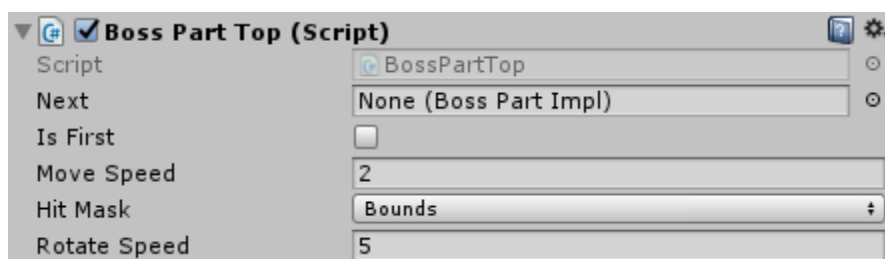 Boss Part Top (Script)
Script BossPartTop
Next None (Boss Part Impl)
Is First
Move Speed 2
Hit Mask Bounds
Rotate Speed 5